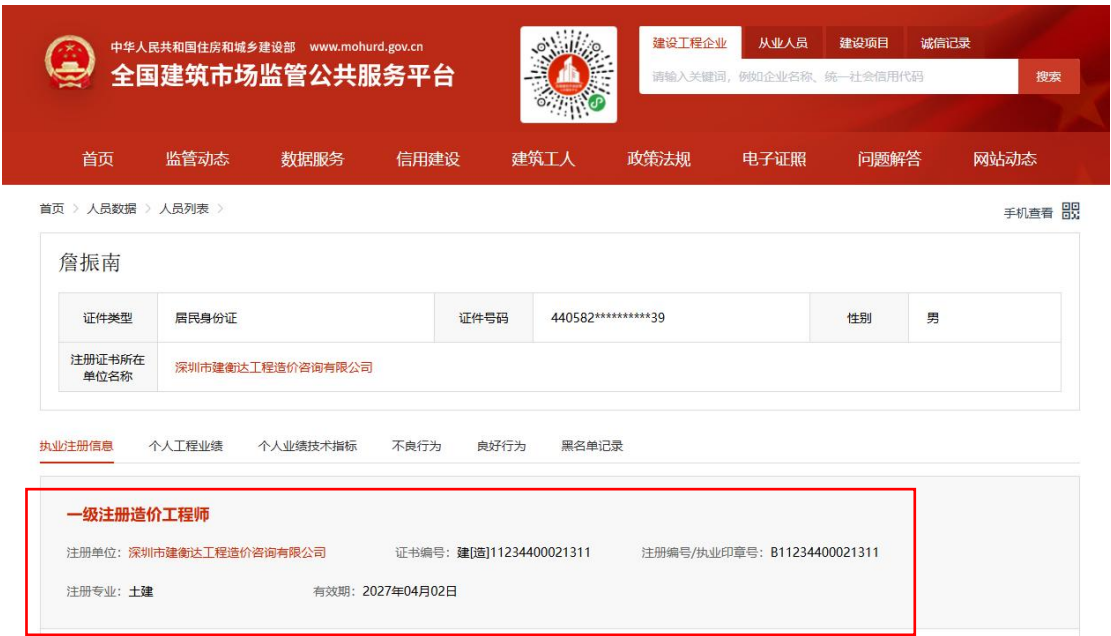 中华人民共和国住房和城乡建设部 www.mohurd.gov.cn
全国建筑市场监管公共服务平台
建设工程企业 从业人员 建设项目 诚信记录
请输入关键词，例如企业名称、统一社会信用代码 搜索
首页 监管动态 数据服务 信用建设 建筑工人 政策法规 电子证照 问题解答 网站动态
首页 > 人员数据 > 人员列表 > 手机查看
詹振南
证件类型 居民身份证 证件号码 440582**********39 性别 男
注册证书所在
单位名称 深圳市建衡达工程造价咨询有限公司
执业注册信息 个人工程业绩 个人业绩技术指标 不良行为 良好行为 黑名单记录
一级注册造价工程师
注册单位：深圳市建衡达工程造价咨询有限公司 证书编号：建[造]11234400021311 注册编号/执业印章号：B11234400021311
注册专业：土建 有效期：2027年04月02日